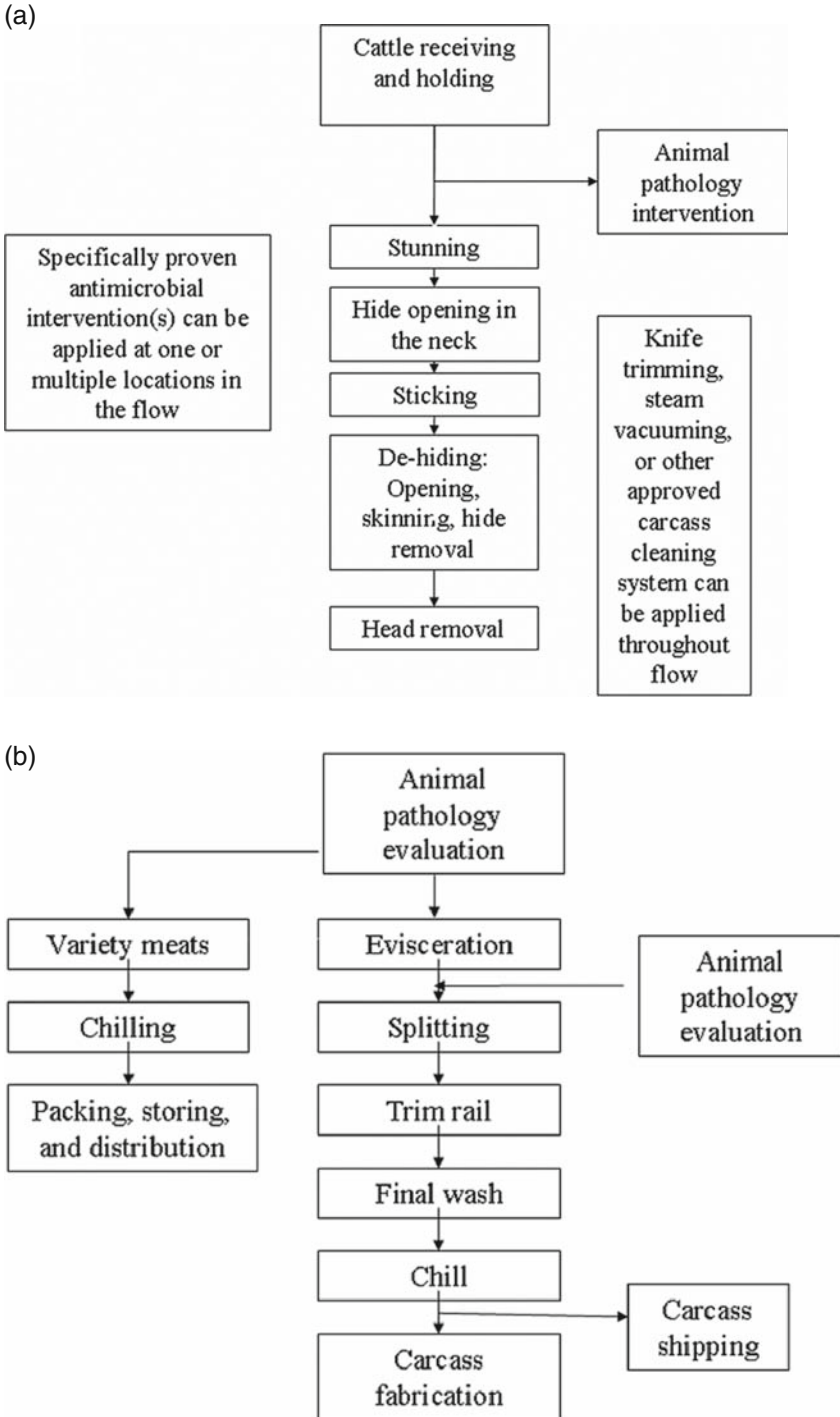 (a)
Cattle receiving
and holding
Animal
pathology
intervention
Stunning
Specifically proven
antimicrobial
intervention(s) can be
applied at one or
multiple locations in
the flow
Hide opening in
the neck
Sticking
De-hiding:
Opening,
skinning, hide
removal
Head removal
Knife
trimming,
steam
vacuuming,
or other
approved
carcass
cleaning
system can
be applied
throughout
flow
(b)
Animal
pathology
evaluation
Variety meats
Evisceration
Animal
pathology
evaluation
Chilling
Splitting
Packing, storing,
and distribution
Trim rail
Final wash
Chill
Carcass
shipping
Carcass
fabrication